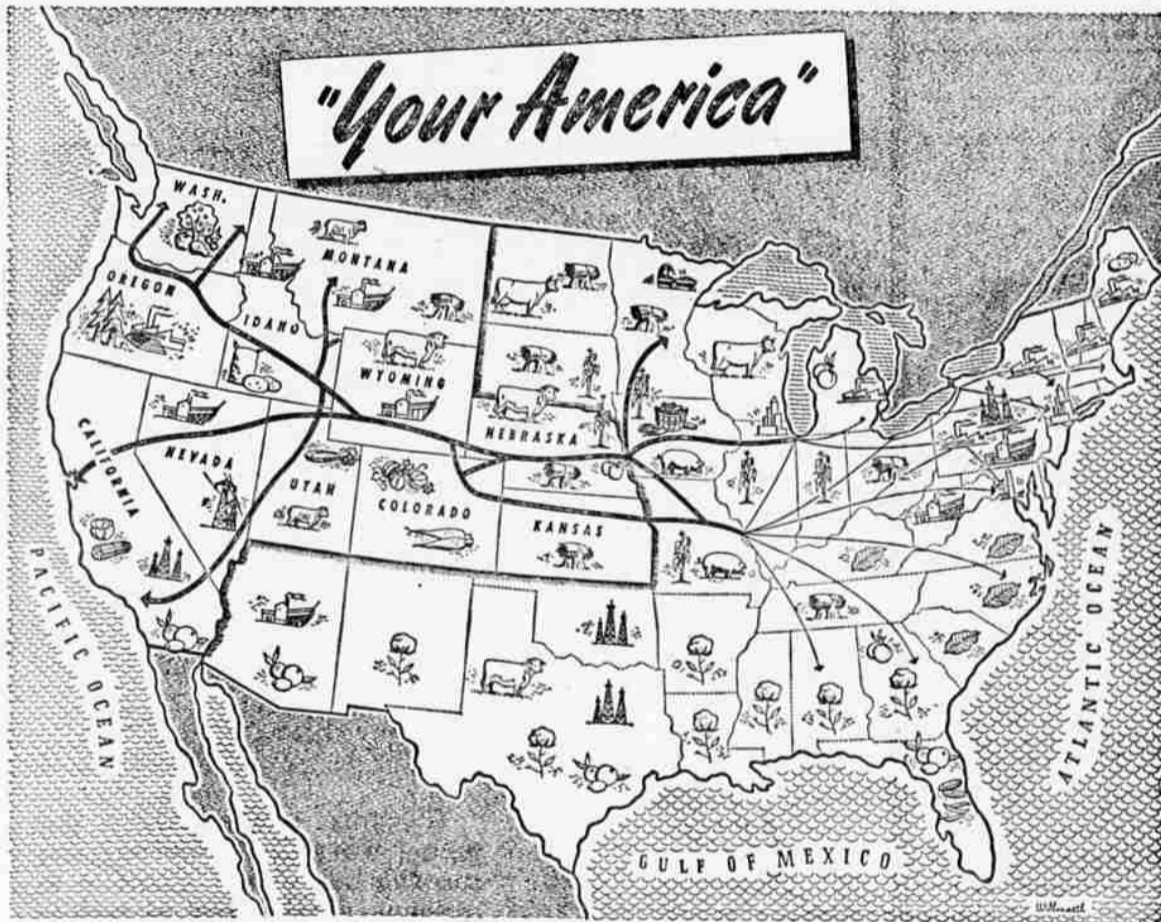 "Your America"
WASH.
MONTANA
OREGON
IDAHO
WYOMING
NEBRASKA
CALIFORNIA
NEVADA
UTAH
COLORADO
KANSAS
PACIFIC OCEAN
ATLANTIC OCEAN
GULF OF MEXICO